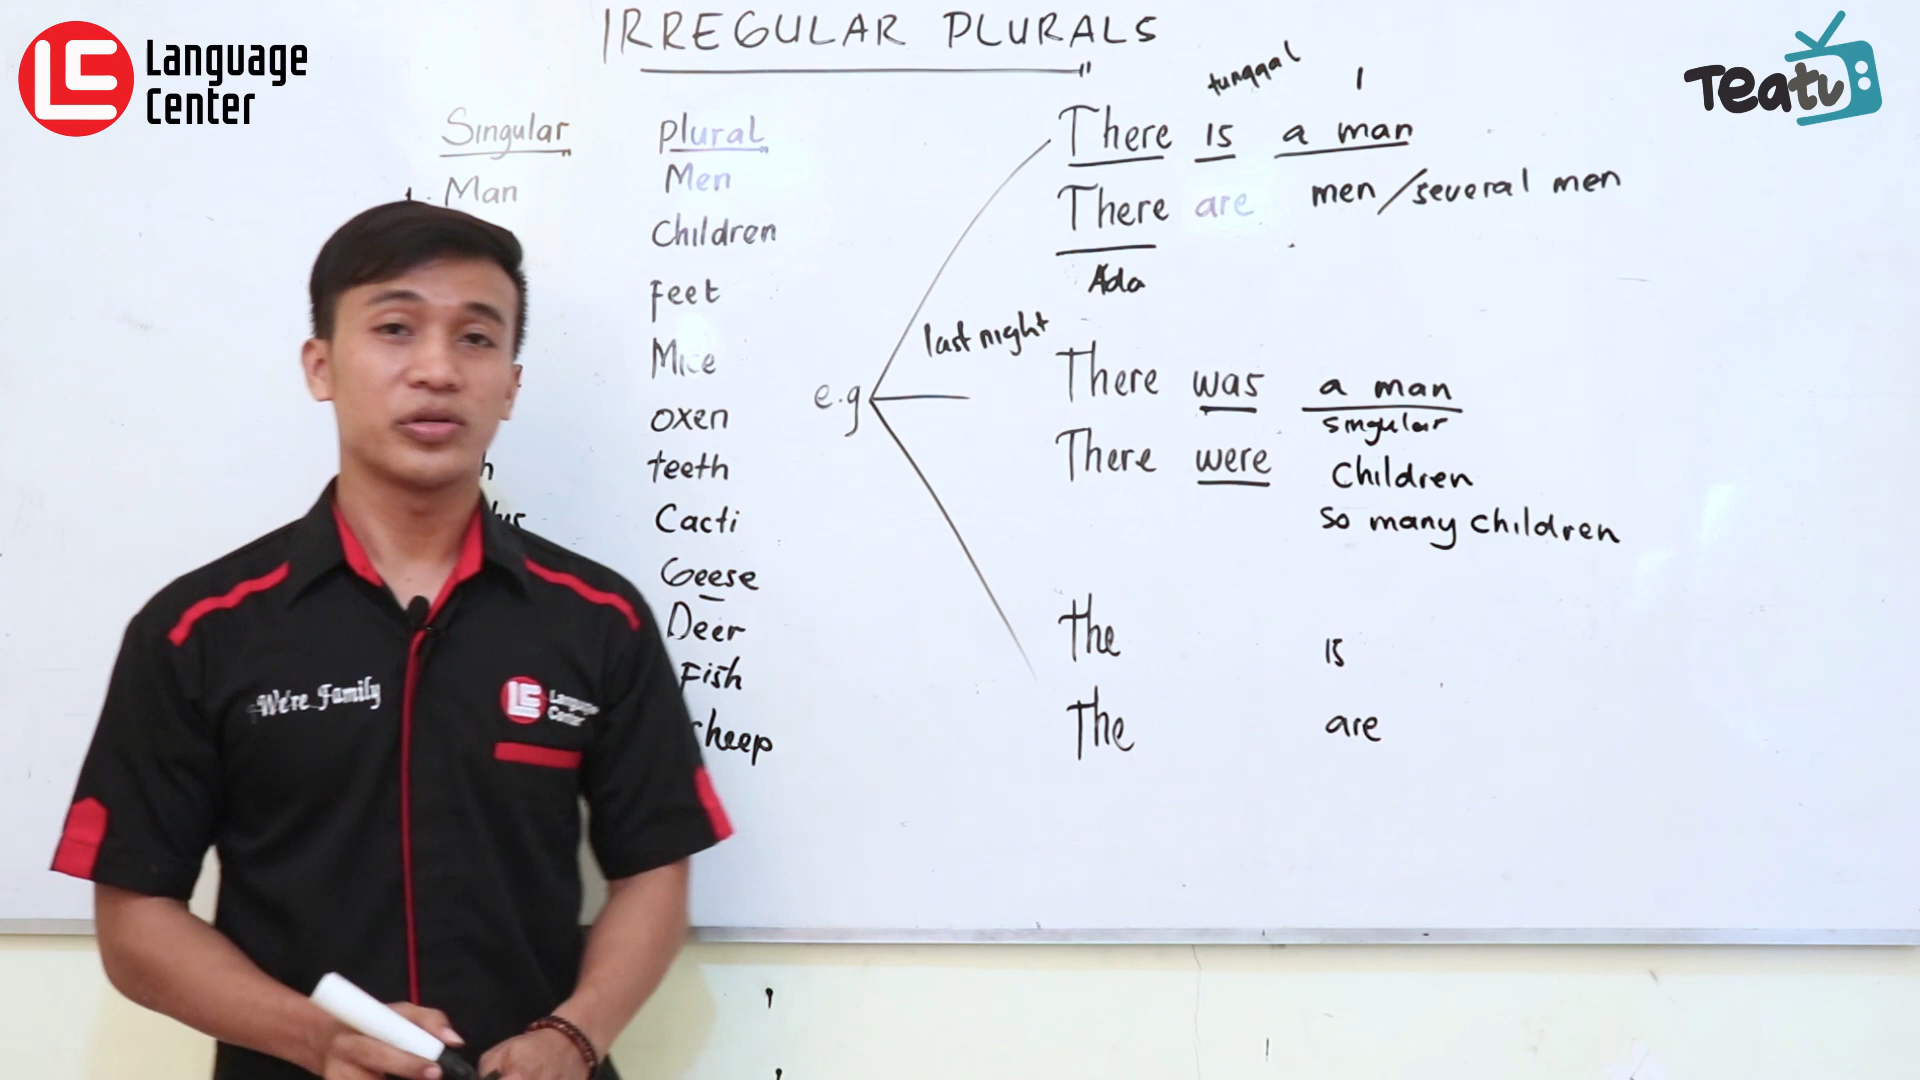 Language
Center
Teatv
IRREGULAR PLURALS
Singular
Man
plural
Men
Children
Feet
Mice
oxen
teeth
Cacti
Geese
Deer
Fish
sheep
e.g
tunggal 1
There is a man
There are men / several men
Ada
last night
There was a man
singular
There were Children
so many children
the is
The are
We're Family
Language
Center